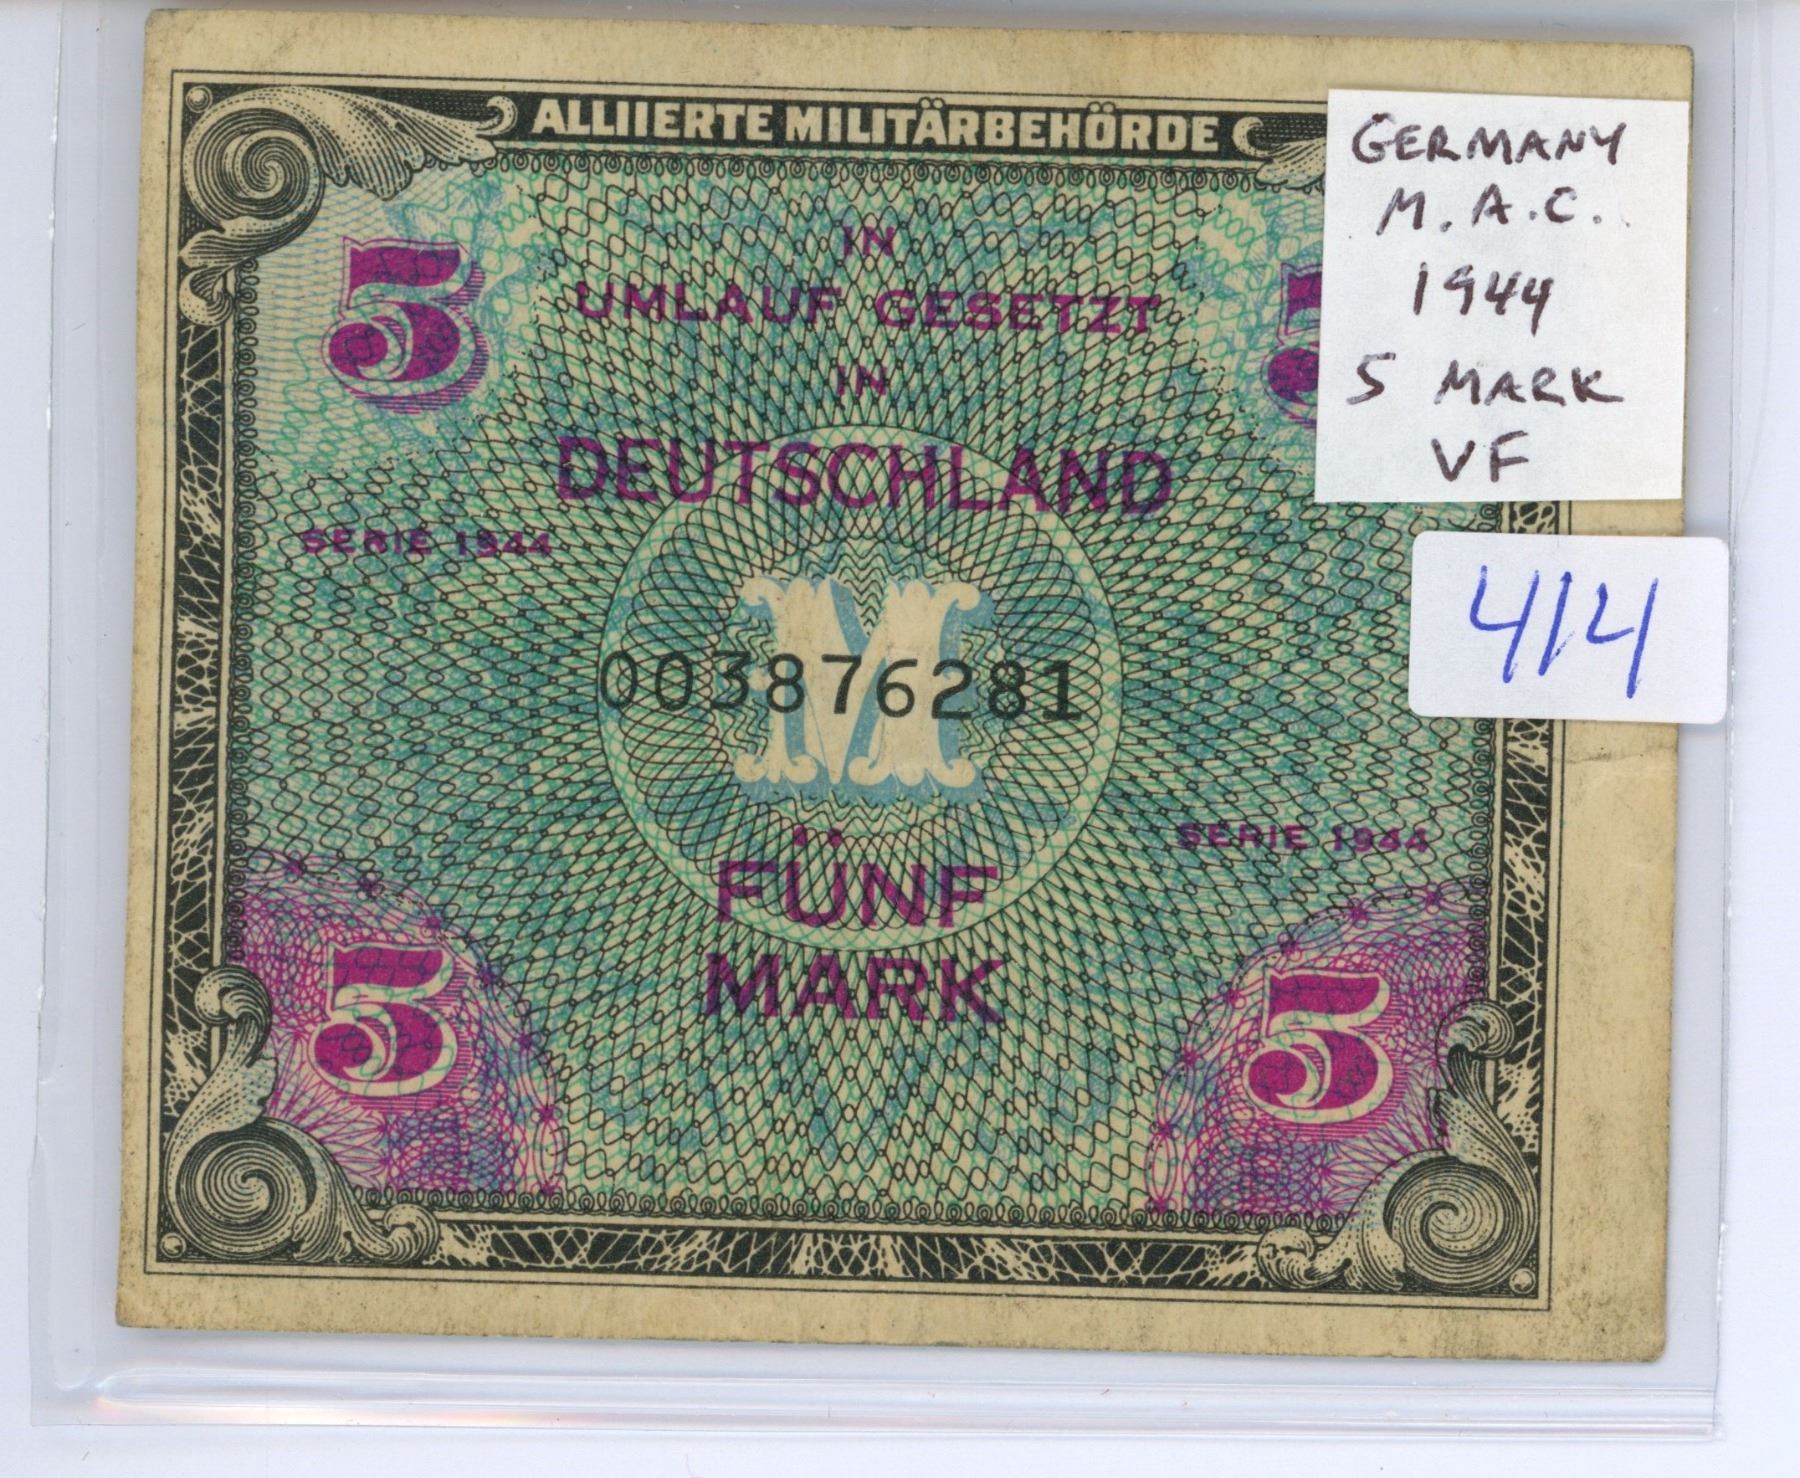 ALLIIERTE MILITÄRBEHÖRDE
5
IN
UMLAUF GESETZT
IN
DEUTSCHLAND
5
SERIE 1944
M
003876281
SERIE 1944
FÜNF
MARK
5
5
GERMANY
M.A.C.
1944
5 MARK
VF
414